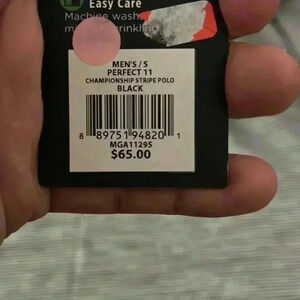 Easy Care
Machine wash
MEN'S / S
PERFECT 11
CHAMPIONSHIP STRIPE POLO
BLACK
8 89751 94820 1
MGA11295
$65.00